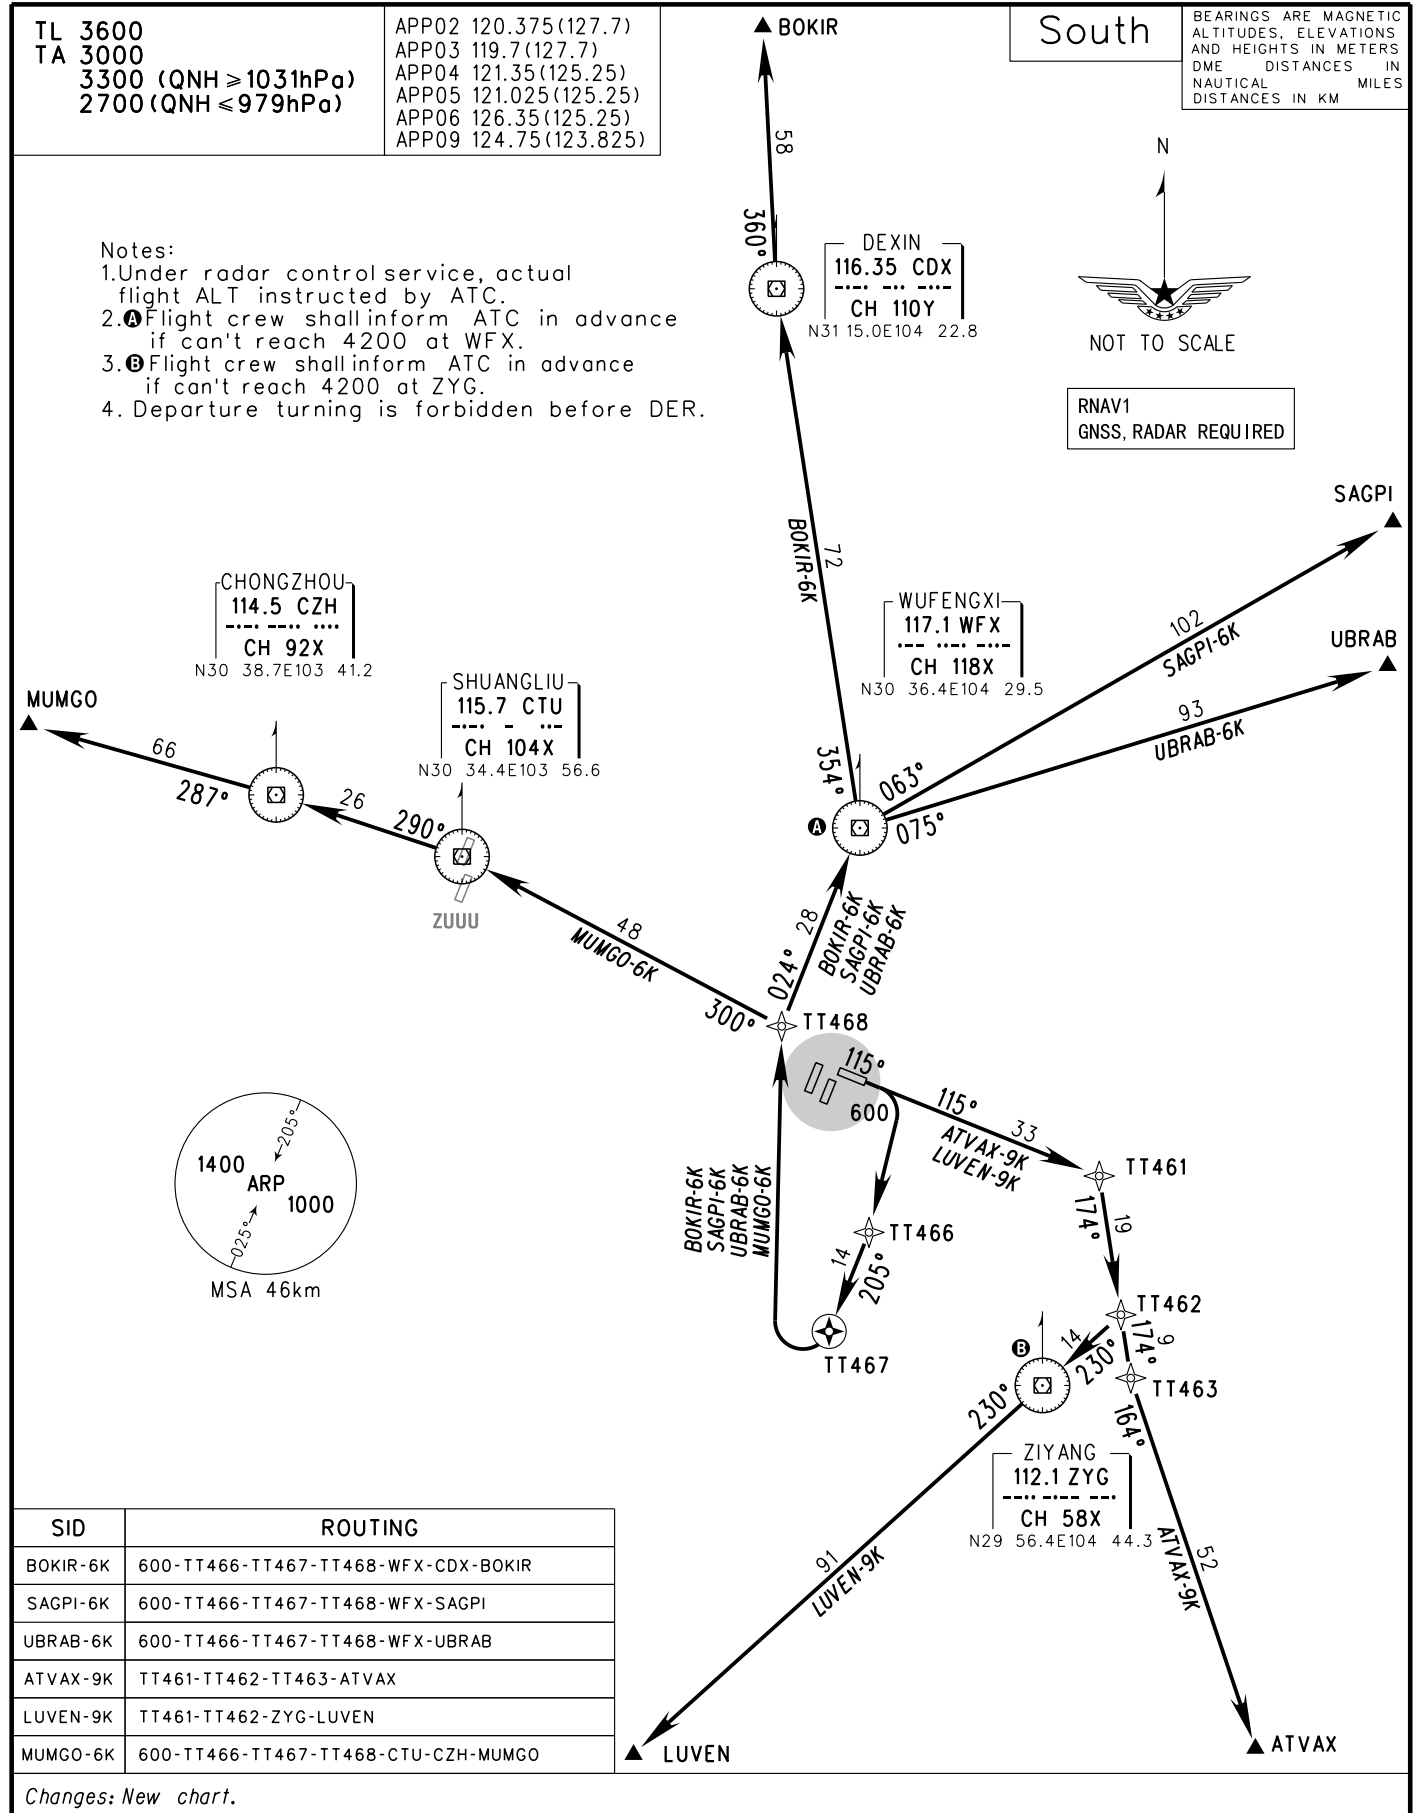 TL 3600
TA 3000
3300 (QNH ≥1031hPa)
2700 (QNH ≤979hPa)
APP02 120.375(127.7)
APP03 119.7(127.7)
APP04 121.35(125.25)
APP05 121.025(125.25)
APP06 126.35(125.25)
APP09 124.75(123.825)
South
BEARINGS ARE MAGNETIC
ALTITUDES, ELEVATIONS
AND HEIGHTS IN METERS
DME DISTANCES IN
NAUTICAL MILES
DISTANCES IN KM
BOKIR
58
360°
N
NOT TO SCALE
Notes:
1.Under radar control service, actual
flight ALT instructed by ATC.
2.A Flight crew shall inform ATC in advance
if can't reach 4200 at WFX.
3.B Flight crew shall inform ATC in advance
if can't reach 4200 at ZYG.
4. Departure turning is forbidden before DER.
DEXIN
116.35 CDX
CH 110Y
N31 15.0E104 22.8
RNAV1
GNSS, RADAR REQUIRED
SAGPI
72
BOKIR-6K
CHONGZHOU
114.5 CZH
CH 92X
N30 38.7E103 41.2
WUFENGXI
117.1 WFX
CH 118X
N30 36.4E104 29.5
102
SAGPI-6K
UBRAB
SHUANGLIU
115.7 CTU
CH 104X
N30 34.4E103 56.6
MUMGO
66
287°
26
290°
ZUUU
93
UBRAB-6K
354°
063°
075°
A
48
MUMGO-6K
300°
28
024°
BOKIR-6K
SAGPI-6K
UBRAB-6K
TT468
115°
600
115°
33
ATVAX-9K
LUVEN-9K
TT461
205°
1400
ARP
1000
025°
MSA 46km
BOKIR-6K
SAGPI-6K
UBRAB-6K
MUMGO-6K
TT466
14
205°
TT467
174°
19
TT462
B
14
230°
174°
9
TT463
230°
164°
ZIYANG
112.1 ZYG
CH 58X
N29 56.4E104 44.3
91
LUVEN-9K
52
ATVAX-9K
LUVEN
ATVAX
SID ROUTING
BOKIR-6K 600-TT466-TT467-TT468-WFX-CDX-BOKIR
SAGPI-6K 600-TT466-TT467-TT468-WFX-SAGPI
UBRAB-6K 600-TT466-TT467-TT468-WFX-UBRAB
ATVAX-9K TT461-TT462-TT463-ATVAX
LUVEN-9K TT461-TT462-ZYG-LUVEN
MUMGO-6K 600-TT466-TT467-TT468-CTU-CZH-MUMGO
Changes: New chart.